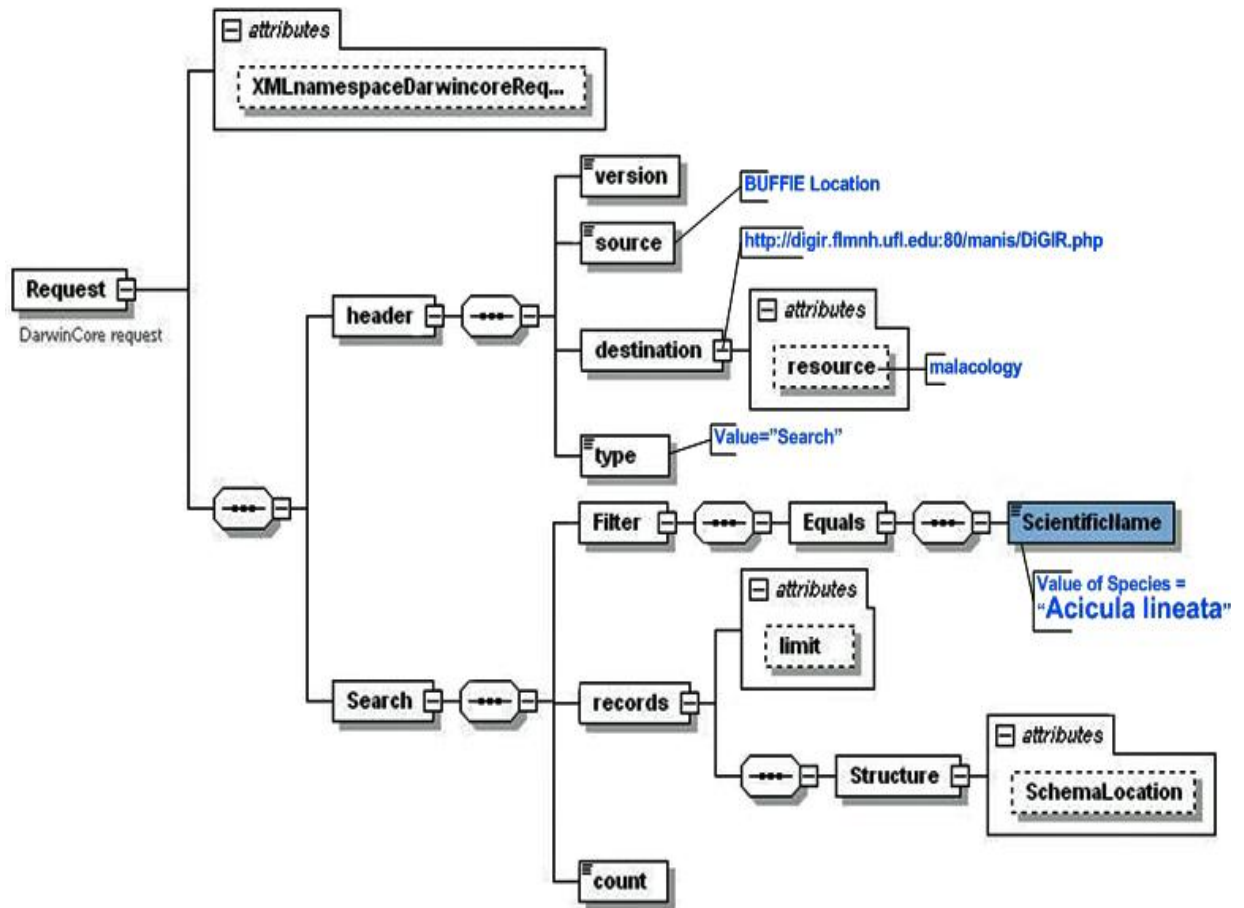 attributes
XMLnamespaceDarwincoreReq...
version
BUFFIE Location
source
http://digir.flmnh.ufl.edu:80/manis/DiGIR.php
Request
DarwinCore request
header
attributes
destination
resource
malacology
Value="Search"
type
Filter
Equals
ScientificName
Value of Species =
"Acicula lineata"
attributes
limit
Search
records
attributes
Structure
SchemaLocation
count